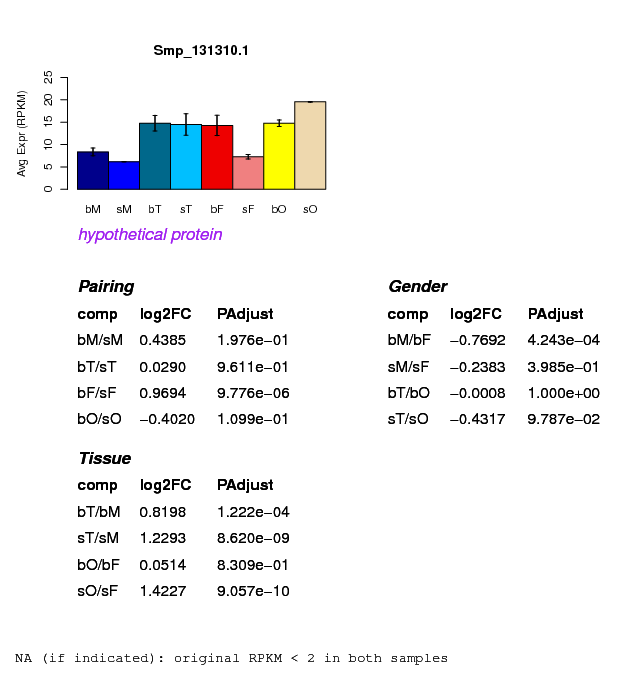 Smp_131310.1
Avg Expr (RPKM)
0 5 10 15 20 25
bM sM bT sT bF sF bO sO
hypothetical protein
Pairing
comp log2FC PAdjust
bM/sM 0.4385 1.976e−01
bT/sT 0.0290 9.611e−01
bF/sF 0.9694 9.776e−06
bO/sO −0.4020 1.099e−01
Gender
comp log2FC PAdjust
bM/bF −0.7692 4.243e−04
sM/sF −0.2383 3.985e−01
bT/bO −0.0008 1.000e+00
sT/sO −0.4317 9.787e−02
Tissue
comp log2FC PAdjust
bT/bM 0.8198 1.222e−04
sT/sM 1.2293 8.620e−09
bO/bF 0.0514 8.309e−01
sO/sF 1.4227 9.057e−10
NA (if indicated): original RPKM < 2 in both samples